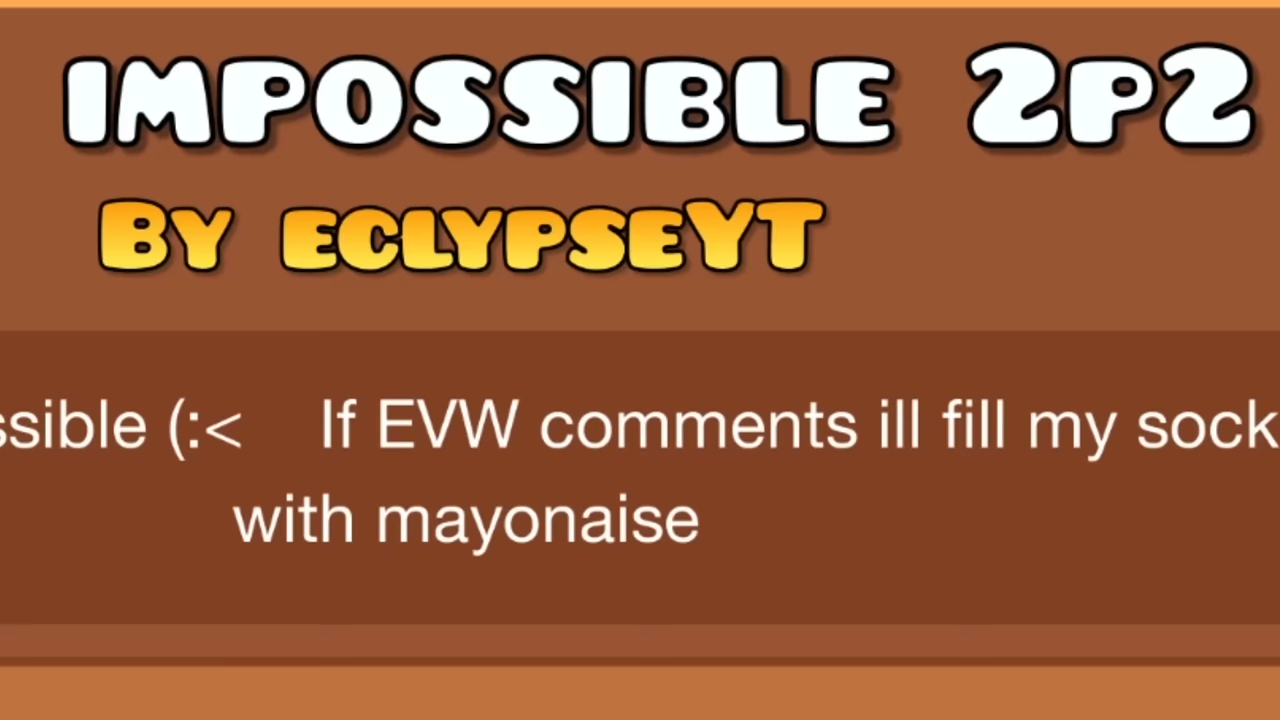 IMPOSSIBLE 2P2
By ECLYPSEYT
ssible (:< If EVW comments ill fill my sock
with mayonaise